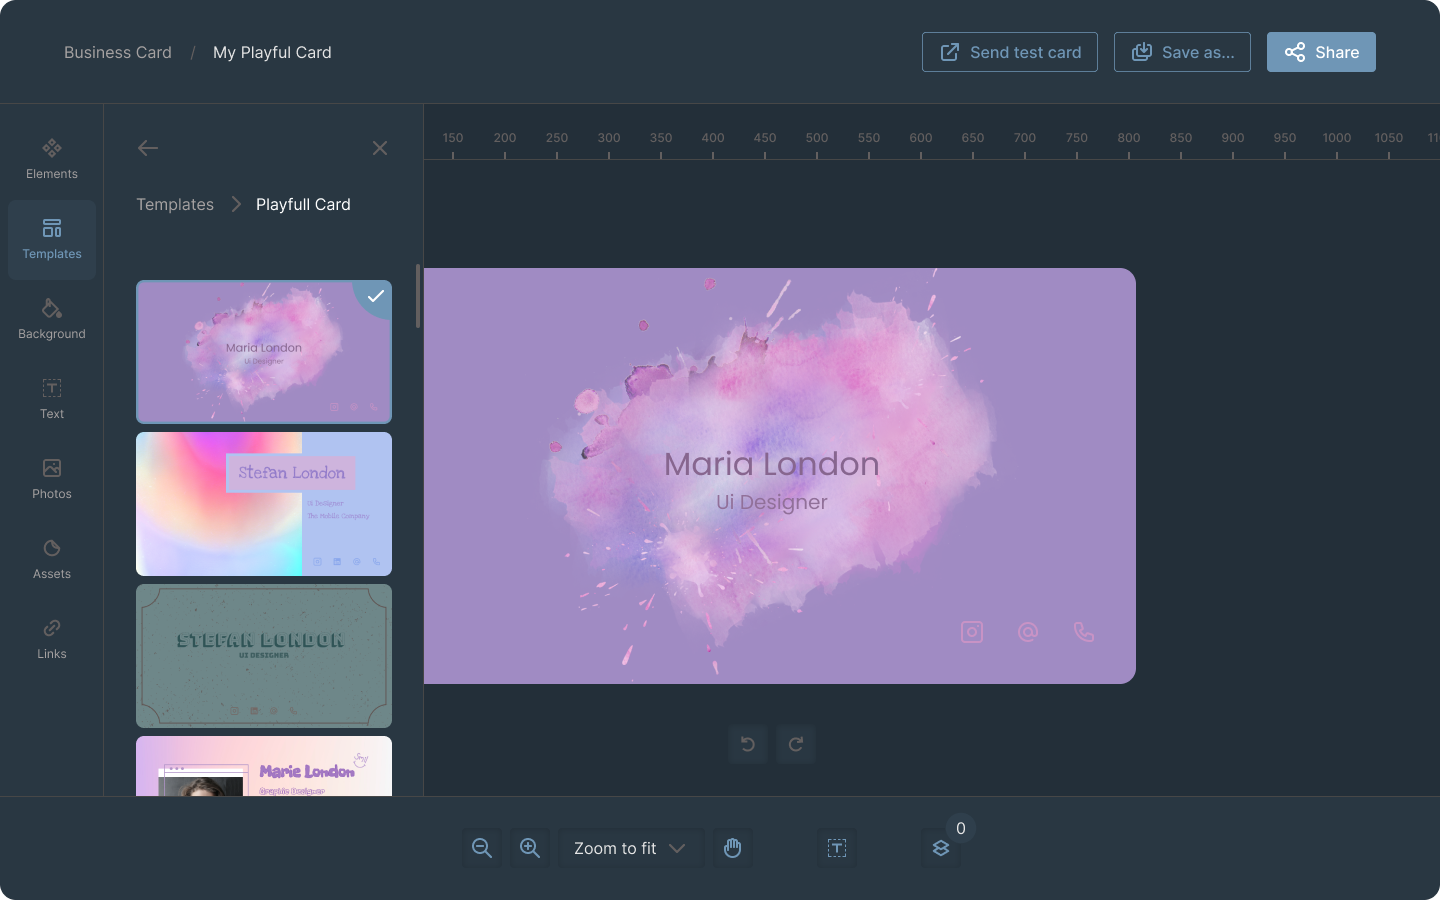 Business Card / My Playful Card
Send test card
Save as...
Share
150 200 250 300 350 400 450 500 550 600 650 700 750 800 850 900 950 1000 1050
Elements
Templates
Background
Text
Photos
Assets
Links
Templates > Playfull Card
Maria London
Ui Designer
Stefan London
Ui Designer
The Mobile Company
STEFAN LONDON
UI DESIGNER
Marie London
Graphic Designer
Maria London
Ui Designer
Zoom to fit
0